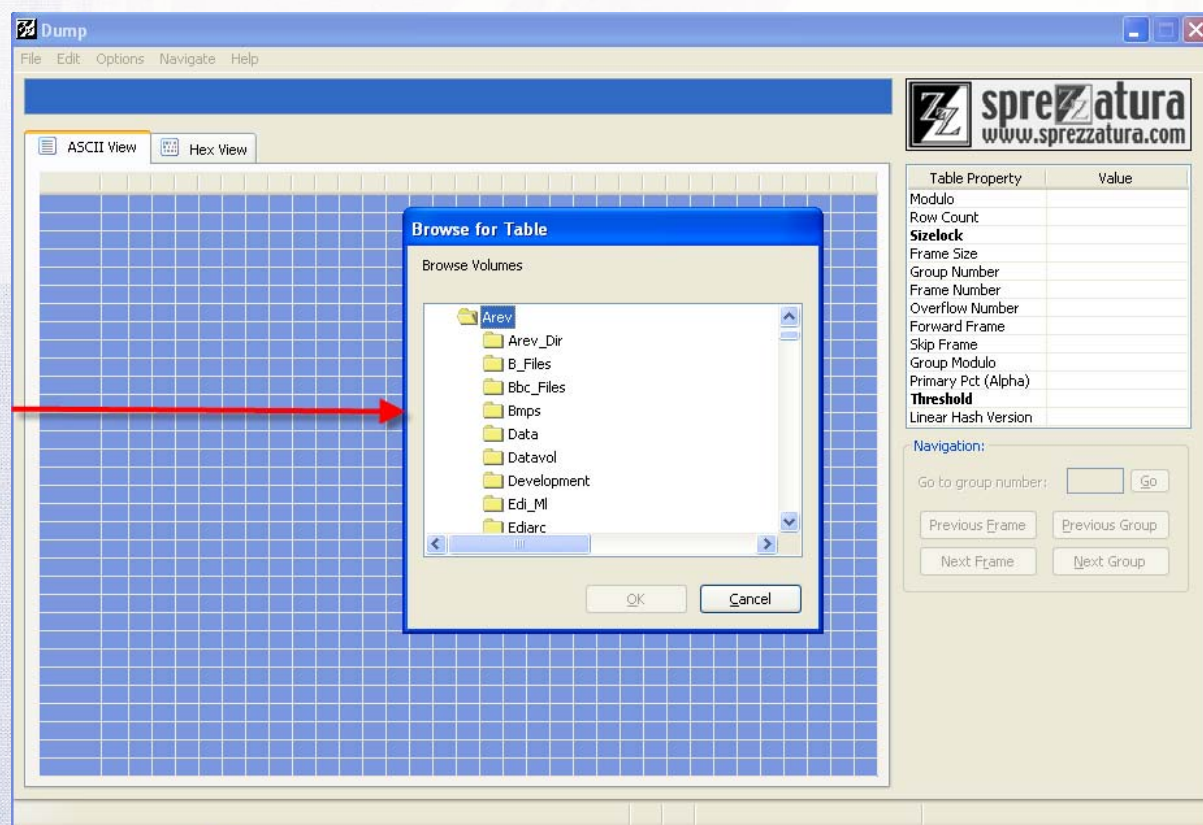 Dump
File Edit Options Navigate Help
ASCII View Hex View
ZZ sprezzatura
www.sprezzatura.com
Browse for Table
Browse Volumes
Arev
Arev_Dir
B_Files
Bbc_Files
Bmps
Data
Datavol
Development
Edi_Ml
Ediarc
OK Cancel
Table Property Value
Modulo
Row Count
Sizelock
Frame Size
Group Number
Frame Number
Overflow Number
Forward Frame
Skip Frame
Group Modulo
Primary Pct (Alpha)
Threshold
Linear Hash Version
Navigation:
Go to group number: Go
Previous Frame Previous Group
Next Frame Next Group